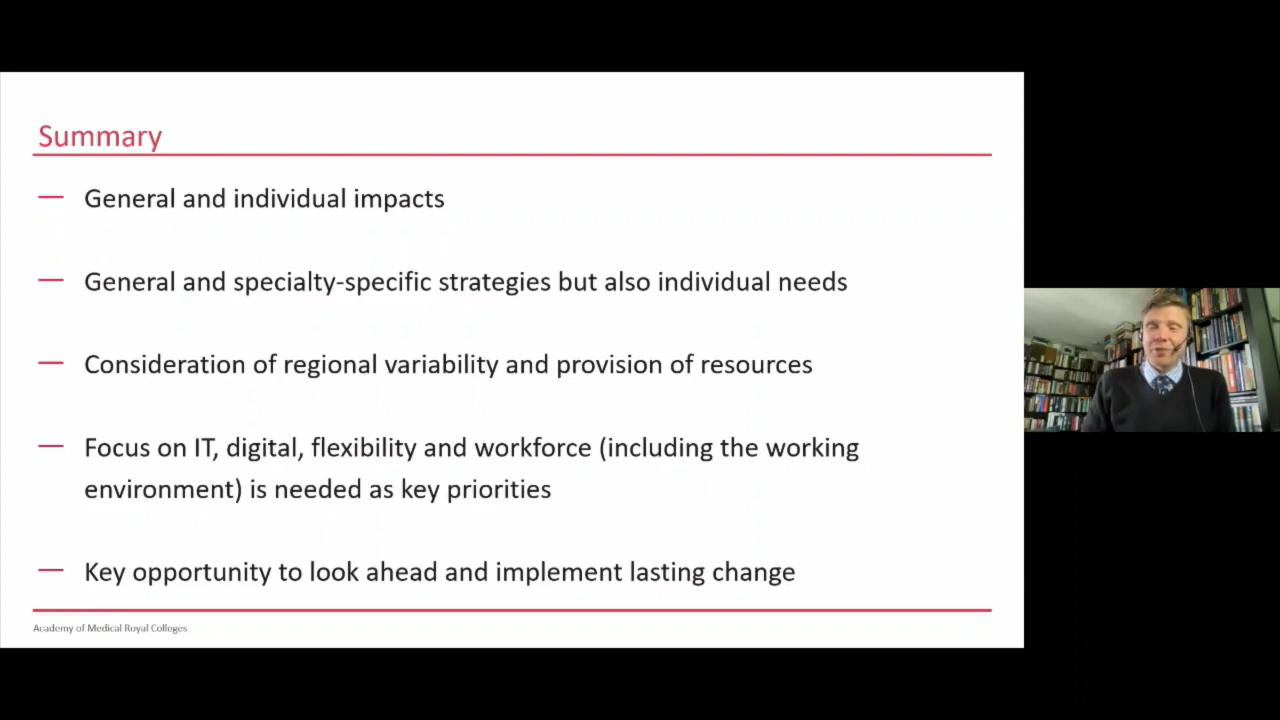 Summary
— General and individual impacts
— General and specialty-specific strategies but also individual needs
— Consideration of regional variability and provision of resources
— Focus on IT, digital, flexibility and workforce (including the working
environment) is needed as key priorities
— Key opportunity to look ahead and implement lasting change
Academy of Medical Royal Colleges